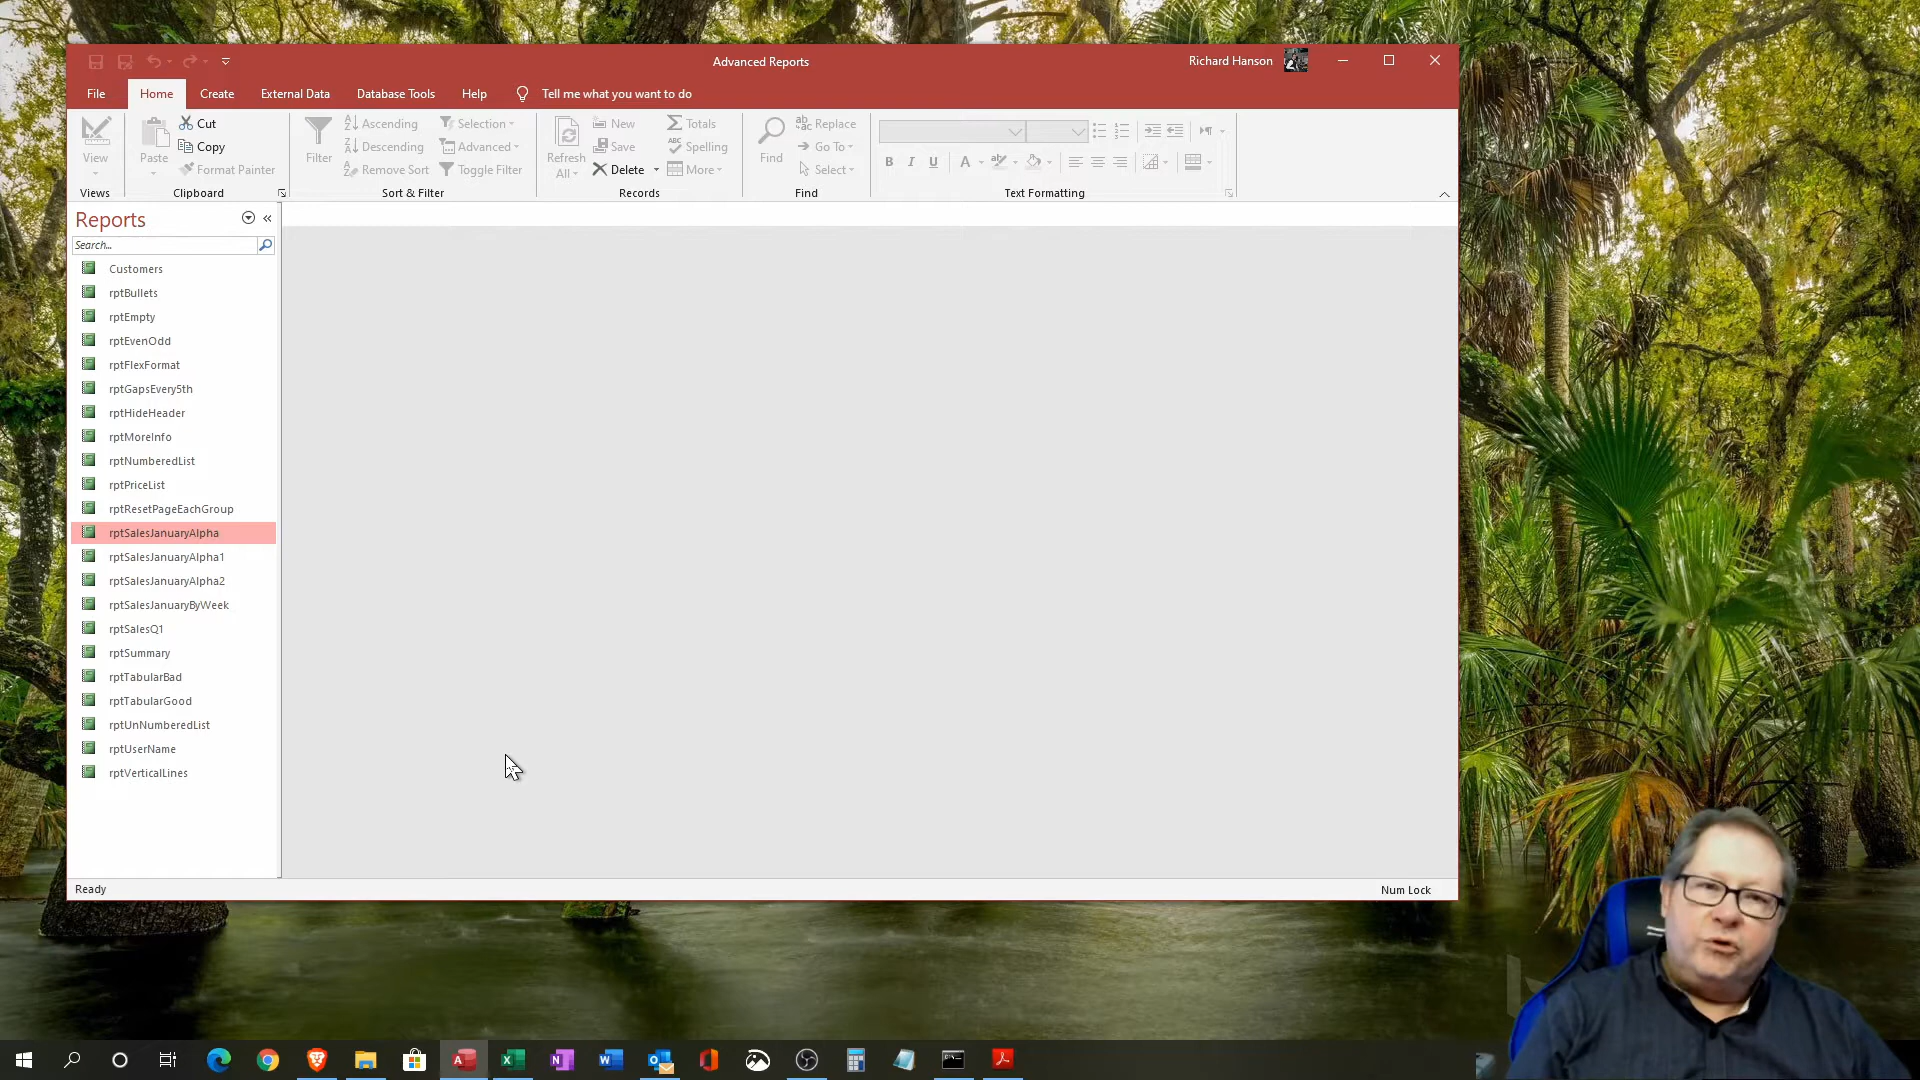 Advanced Reports
Richard Hanson
File Home Create External Data Database Tools Help Tell me what you want to do
View
Views
Paste
Cut
Copy
Format Painter
Clipboard
Filter
Ascending
Descending
Remove Sort
Selection
Advanced
Toggle Filter
Sort & Filter
Refresh
All
New
Save
Delete
Totals
Spelling
More
Records
Find
Replace
Go To
Select
Find
B I U A
Text Formatting
Reports
Search...
Customers
rptBullets
rptEmpty
rptEvenOdd
rptFlexFormat
rptGapsEvery5th
rptHideHeader
rptMoreInfo
rptNumberedList
rptPriceList
rptResetPageEachGroup
rptSalesJanuaryAlpha
rptSalesJanuaryAlpha1
rptSalesJanuaryAlpha2
rptSalesJanuaryByWeek
rptSalesQ1
rptSummary
rptTabularBad
rptTabularGood
rptUnNumberedList
rptUserName
rptVerticalLines
Ready
Num Lock